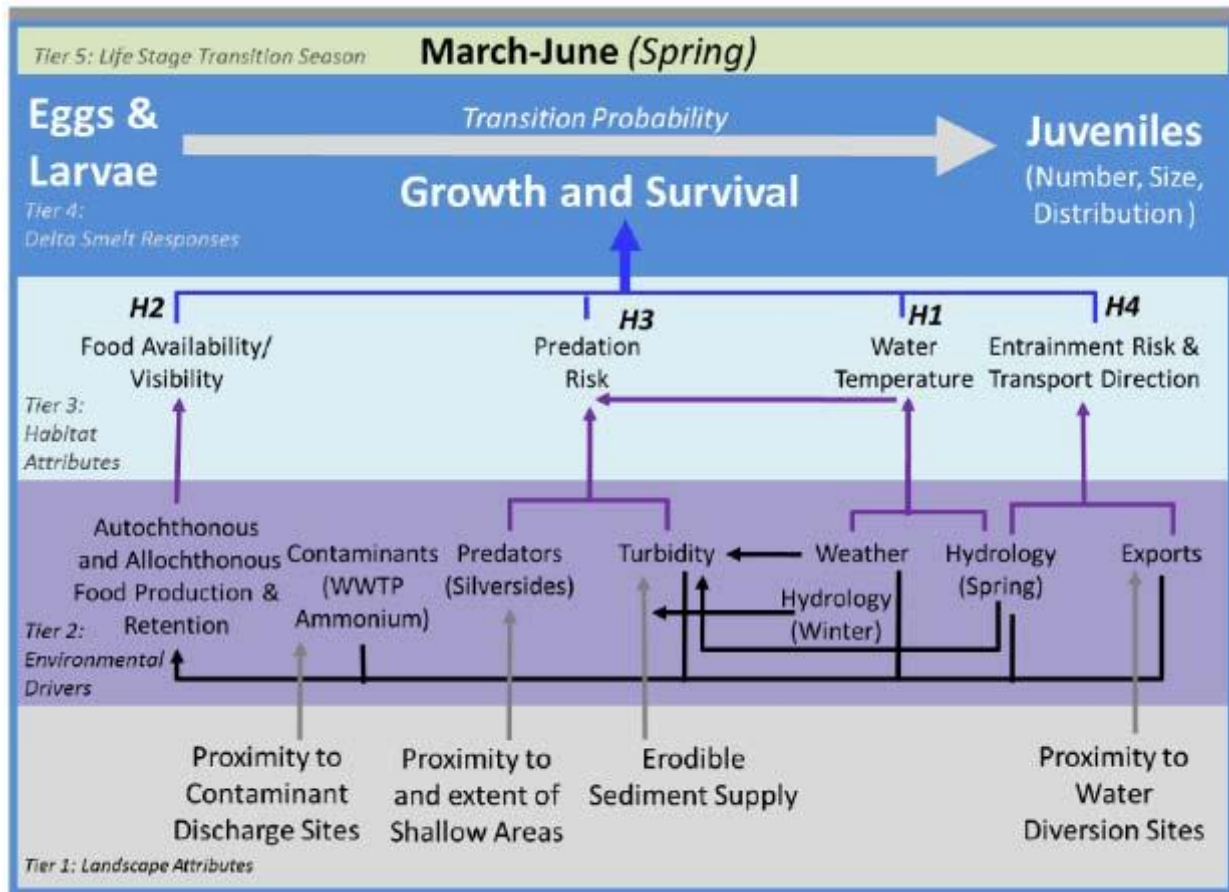 Tier 5: Life Stage Transition Season
March-June (Spring)
Eggs &
Larvae
Transition Probability
Juveniles
(Number, Size,
Distribution )
Growth and Survival
Tier 4:
Delta Smelt Responses
H2
Food Availability/
Visibility
H3
Predation
Risk
H1
Water
Temperature
H4
Entrainment Risk &
Transport Direction
Tier 3:
Habitat
Attributes
Autochthonous
and Allochthonous
Food Production &
Retention
Contaminants
(WWTP
Ammonium)
Predators
(Silversides)
Turbidity
Weather
Hydrology
(Spring)
Exports
Hydrology
(Winter)
Tier 2:
Environmental
Drivers
Proximity to
Contaminant
Discharge Sites
Proximity to
and extent of
Shallow Areas
Erodible
Sediment Supply
Proximity to
Water
Diversion Sites
Tier 1: Landscape Attributes